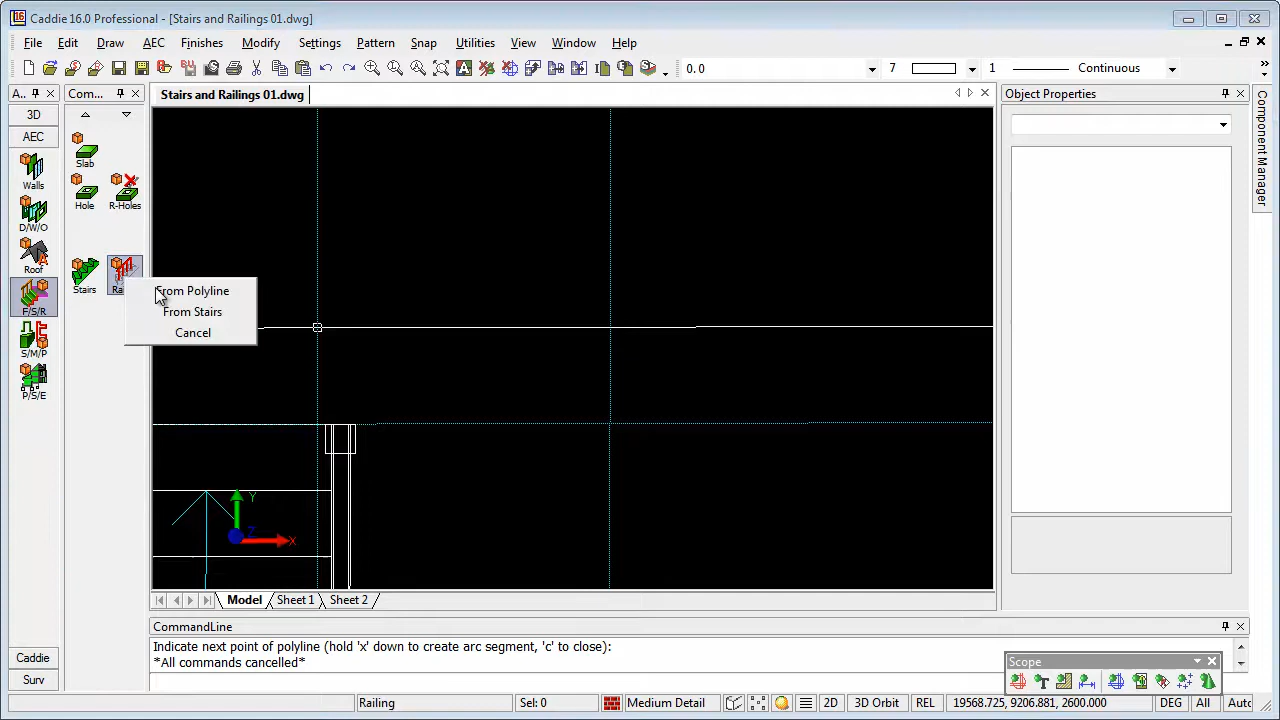 Caddie 16.0 Professional - [Stairs and Railings 01.dwg]
File Edit Draw AEC Finishes Modify Settings Pattern Snap Utilities View Window Help
0, 0 7 1 Continuous
A.. Com...
Stairs and Railings 01.dwg
Object Properties
Component Manager
3D
AEC
Walls
D/W/O
Roof
F/S/R
S/M/P
P/S/E
Caddie
Surv
Slab
Hole R-Holes
Stairs
From Polyline
From Stairs
Cancel
Y
Z
X
Model Sheet 1 Sheet 2
CommandLine
Indicate next point of polyline (hold 'x' down to create arc segment, 'c' to close):
*All commands cancelled*
Scope
Railing Sel: 0 Medium Detail 2D 3D Orbit REL 19568.725, 9206.881, 2600.000 DEG All Auto